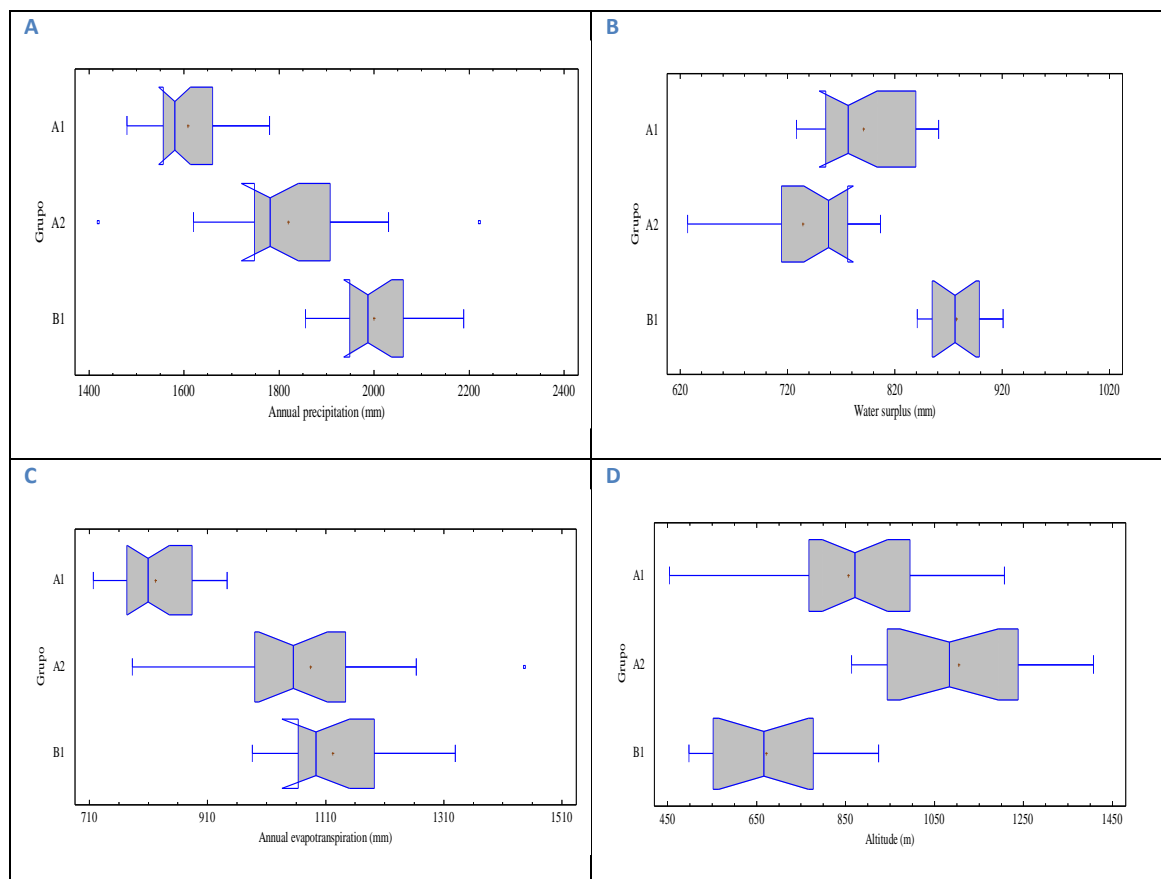 A
Grupo
A1
A2
B1
1400 1600 1800 2000 2200 2400
Annual precipitation (mm)
B
Grupo
A1
A2
B1
620 720 820 920 1020
Water surplus (mm)
C
Grupo
A1
A2
B1
710 910 1110 1310 1510
Annual evapotranspiration (mm)
D
Grupo
A1
A2
B1
450 650 850 1050 1250 1450
Altitude (m)